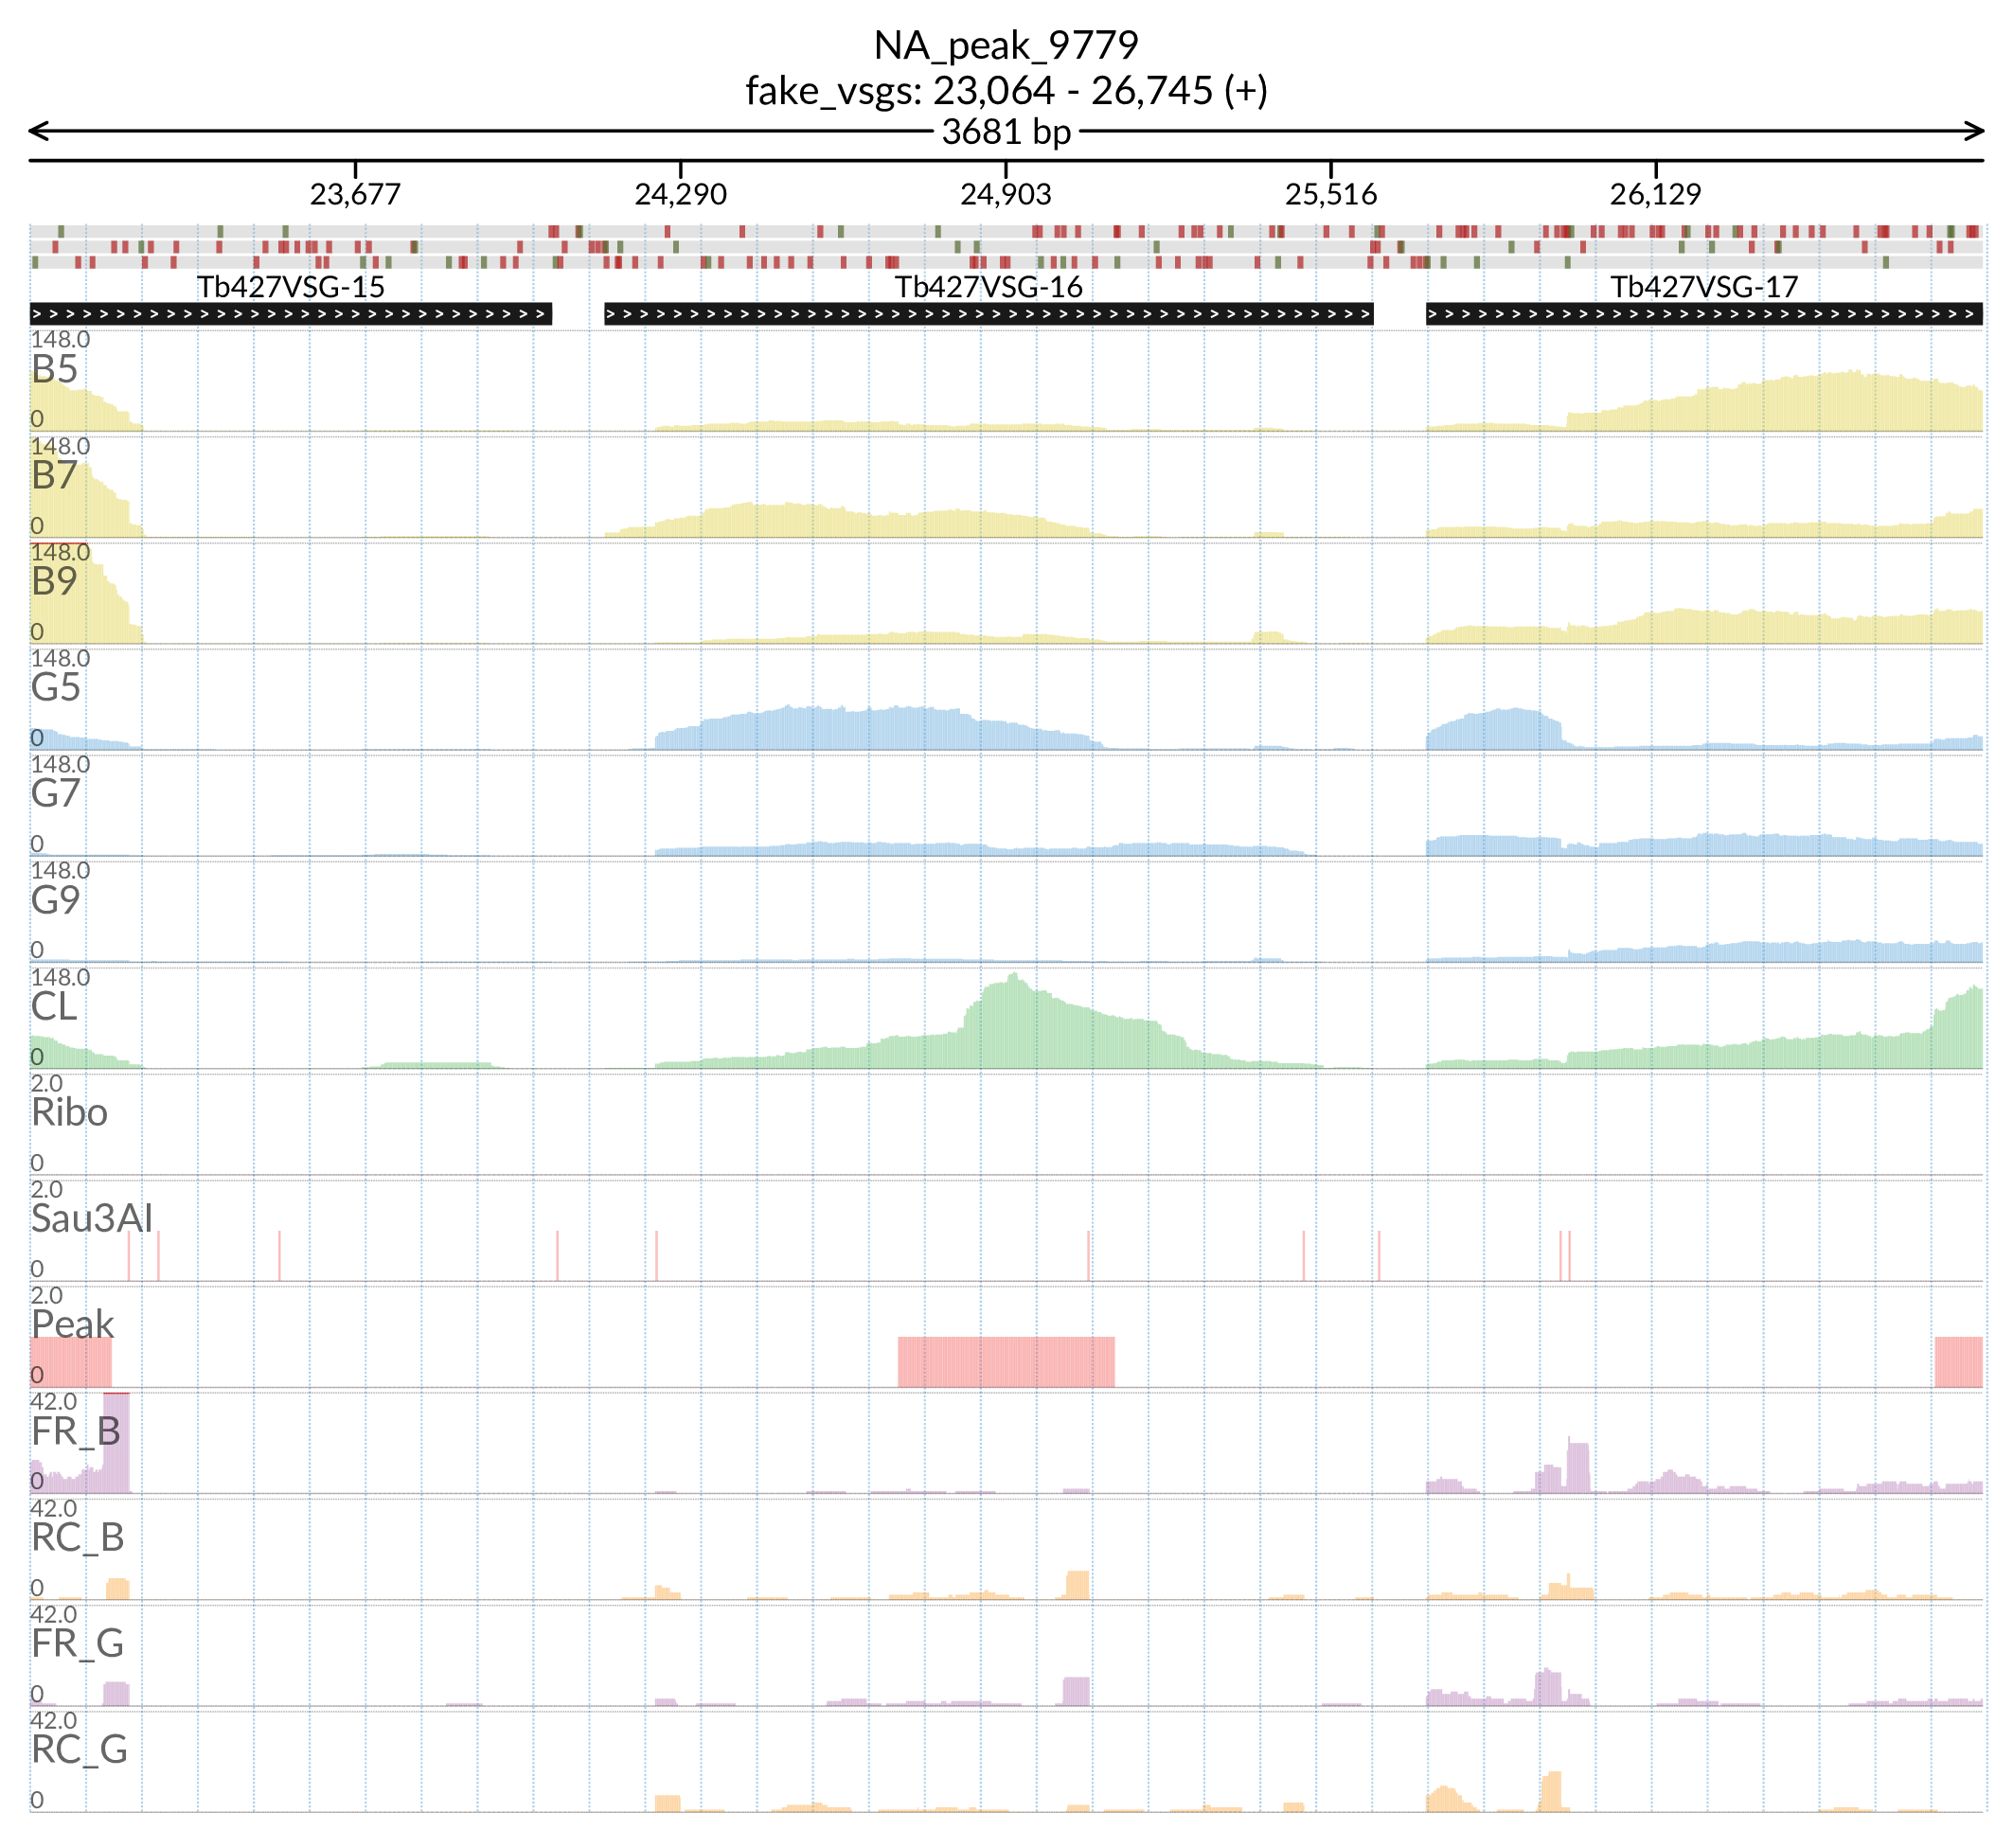 NA_peak_9779
fake_vsgs: 23,064 - 26,745 (+)
3681 bp
23,677 24,290 24,903 25,516 26,129
Tb427VSG-15 Tb427VSG-16 Tb427VSG-17
148.0
B5
0
148.0
B7
0
148.0
B9
0
148.0
G5
0
148.0
G7
0
148.0
G9
0
148.0
CL
0
2.0
Ribo
0
2.0
Sau3AI
0
2.0
Peak
0
42.0
FR_B
0
42.0
RC_B
0
42.0
FR_G
0
42.0
RC_G
0